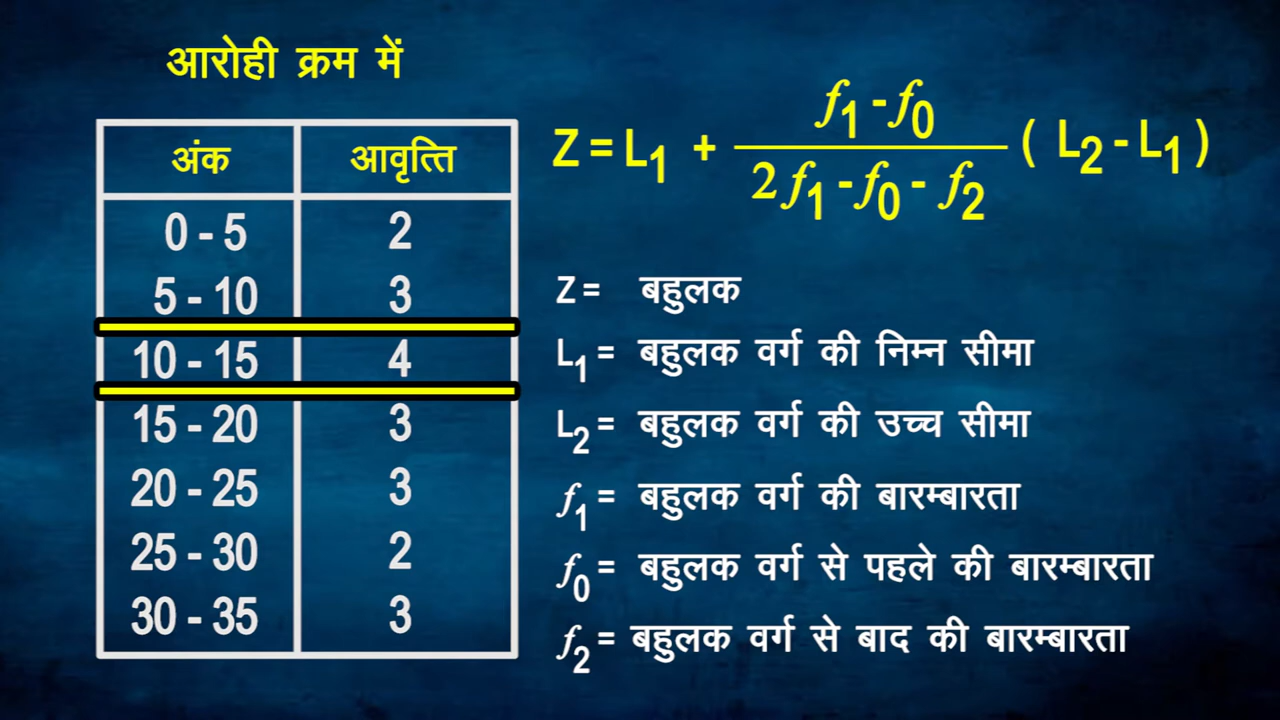 आरोही क्रम में
अंक आवृत्ति
0 - 5 2
5 - 10 3
10 - 15 4
15 - 20 3
20 - 25 3
25 - 30 2
30 - 35 3
Z = L₁ + (f₁ - f₀) / (2f₁ - f₀ - f₂) ( L₂ - L₁ )
Z = बहुलक
L₁ = बहुलक वर्ग की निम्न सीमा
L₂ = बहुलक वर्ग की उच्च सीमा
f₁ = बहुलक वर्ग की बारम्बारता
f₀ = बहुलक वर्ग से पहले की बारम्बारता
f₂ = बहुलक वर्ग से बाद की बारम्बारता